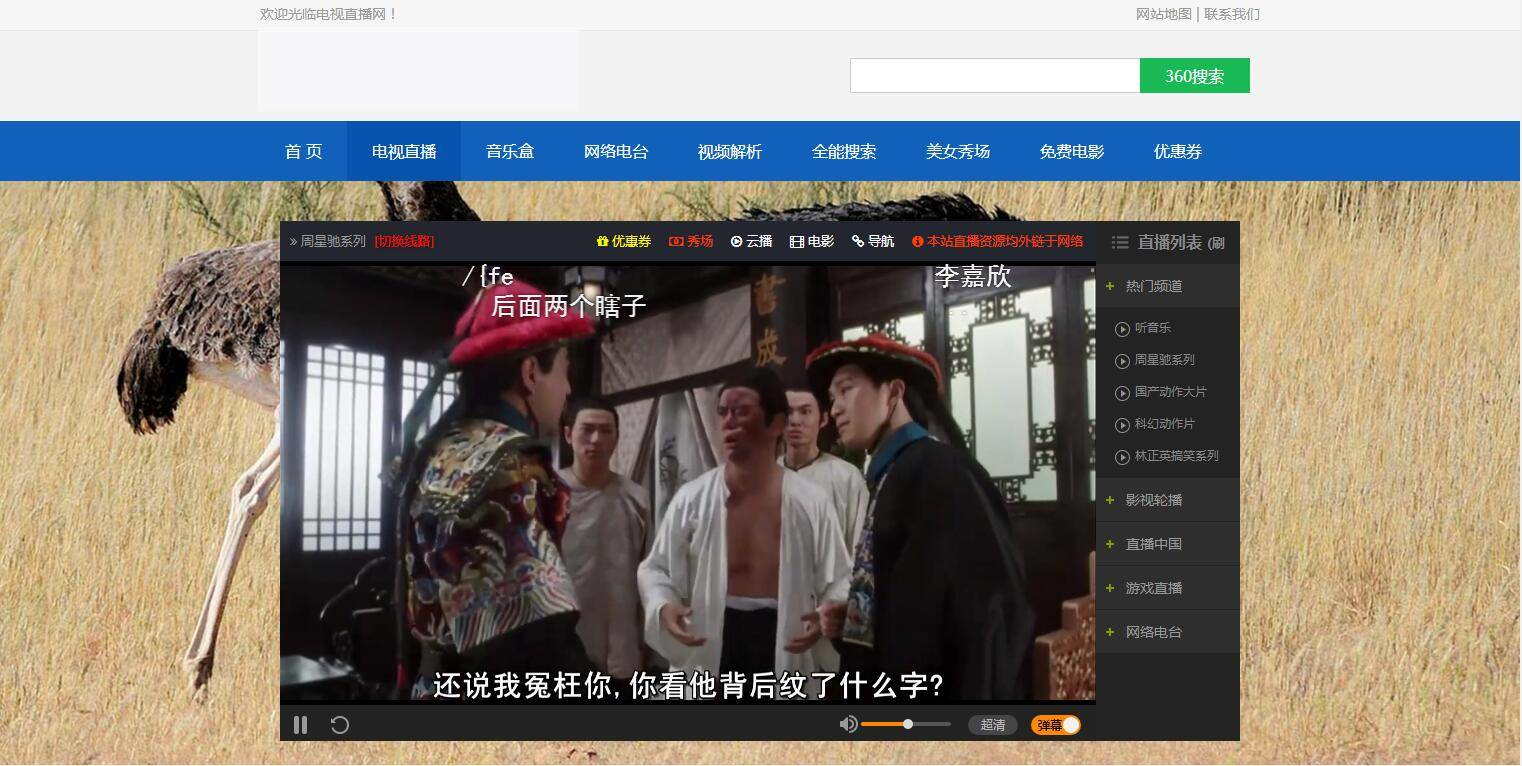 欢迎光临电视直播网！
网站地图 | 联系我们
360搜索
首 页 电视直播 音乐盒 网络电台 视频解析 全能搜索 美女秀场 免费电影 优惠券
» 周星驰系列 [切换线路] 优惠券 秀场 云播 电影 导航 本站直播资源均外链于网络
/{fe
李嘉欣
后面两个瞎子
書成
还说我冤枉你,你看他背后纹了什么字?
超清 弹幕
直播列表 (刷
+ 热门频道
听音乐
周星驰系列
国产动作大片
科幻动作片
林正英搞笑系列
+ 影视轮播
+ 直播中国
+ 游戏直播
+ 网络电台